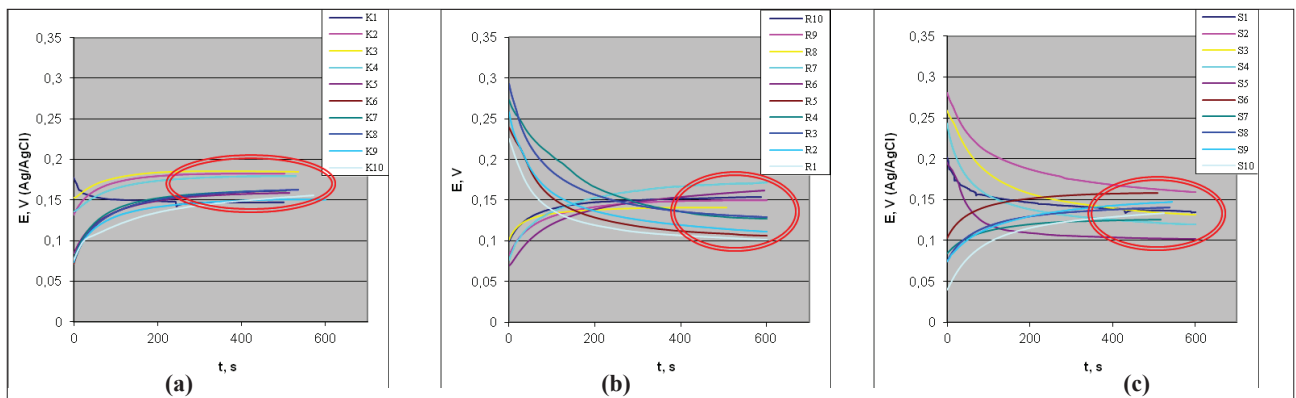 0,35
0,3
0,25
0,2
0,15
0,1
0,05
0
0
200
400
600
E, V (Ag/AgCl)
t, s
K1
K2
K3
K4
K5
K6
K7
K8
K9
K10
(a)
0,35
0,3
0,25
0,2
0,15
0,1
0,05
0
0
200
400
600
E, V
t, s
R10
R9
R8
R7
R6
R5
R4
R3
R2
R1
(b)
0,35
0,3
0,25
0,2
0,15
0,1
0,05
0
0
200
400
600
E, V (Ag/AgCl)
t, s
S1
S2
S3
S4
S5
S6
S7
S8
S9
S10
(c)